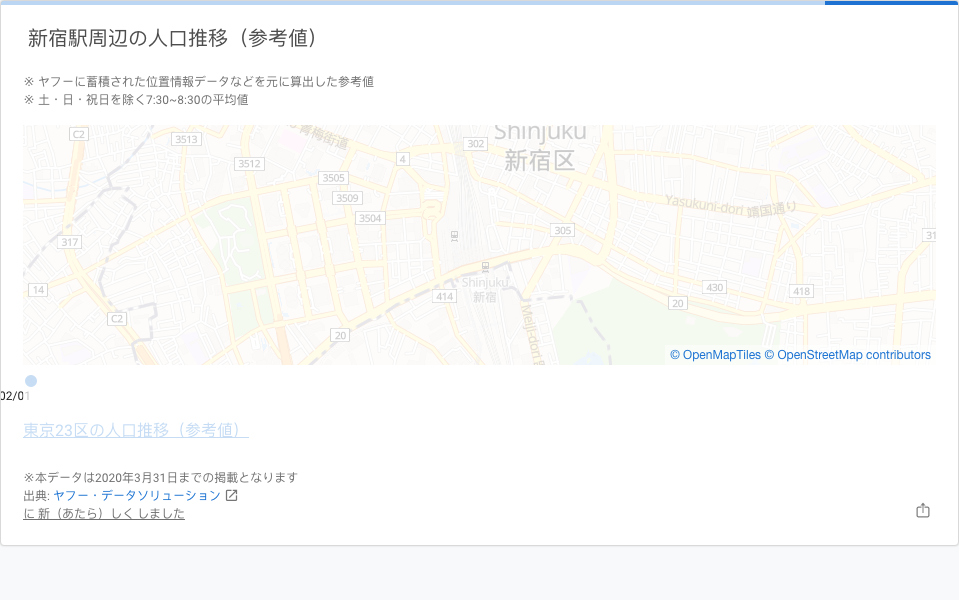 新宿駅周辺の人口推移（参考値）
※ ヤフーに蓄積された位置情報データなどを元に算出した参考値
※ 土・日・祝日を除く7:30~8:30の平均値
C2
3513
青梅街道
302
Shinjuku
新宿区
3512
4
3505
3509
3504
Yasukuni-dori 靖国通り
317
305
31
Shinjuku
新宿
14
414
430
418
20
C2
20
Meiji-dori
© OpenMapTiles © OpenStreetMap contributors
02/01
東京23区の人口推移（参考値）
※本データは2020年3月31日までの掲載となります
出典: ヤフー・データソリューション
に 新（あたら）しく しました